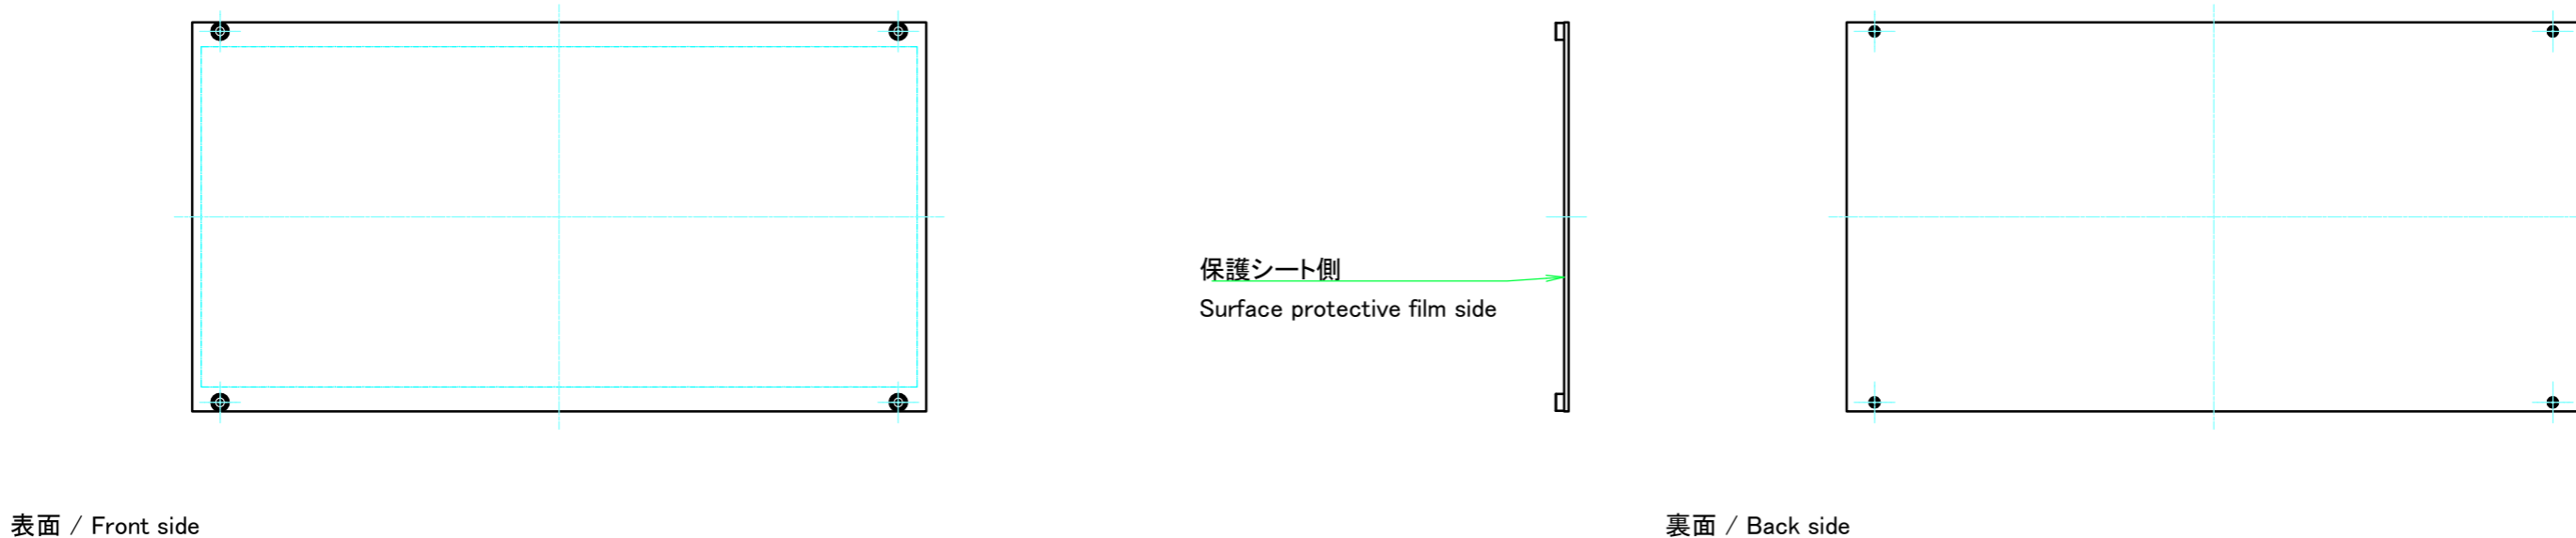 保護シート側
Surface protective film side
表面 / Front side
裏面 / Back side